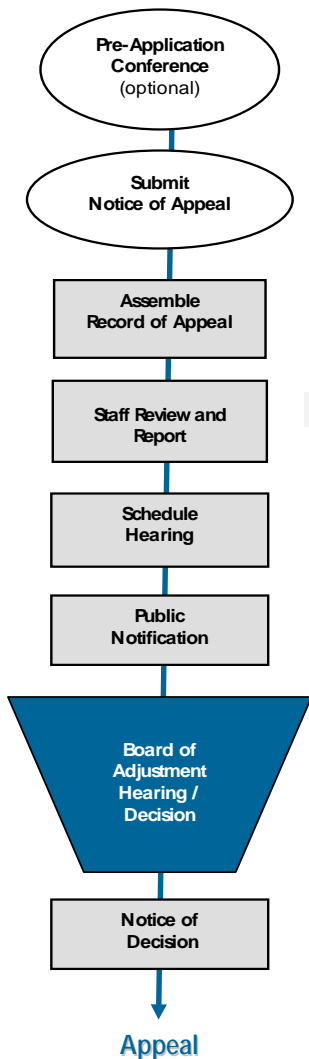 Pre-Application
Conference
(optional)
Submit
Notice of Appeal
Assemble
Record of Appeal
Staff Review and
Report
Schedule
Hearing
Public
Notification
Board of
Adjustment
Hearing /
Decision
Notice of
Decision
Appeal